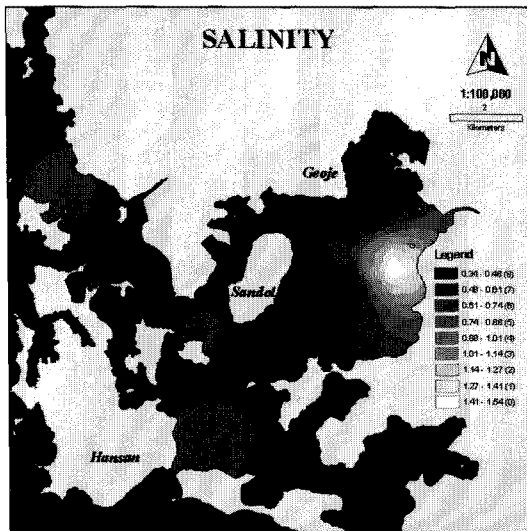 SALINITY
N
1:100,000
2
Kilometers
Geoje
Sandal
Hansan
Legend
0.34 - 0.48 (8)
0.48 - 0.61 (7)
0.61 - 0.74 (6)
0.74 - 0.88 (5)
0.88 - 1.01 (4)
1.01 - 1.14 (3)
1.14 - 1.27 (2)
1.27 - 1.41 (1)
1.41 - 1.54 (0)